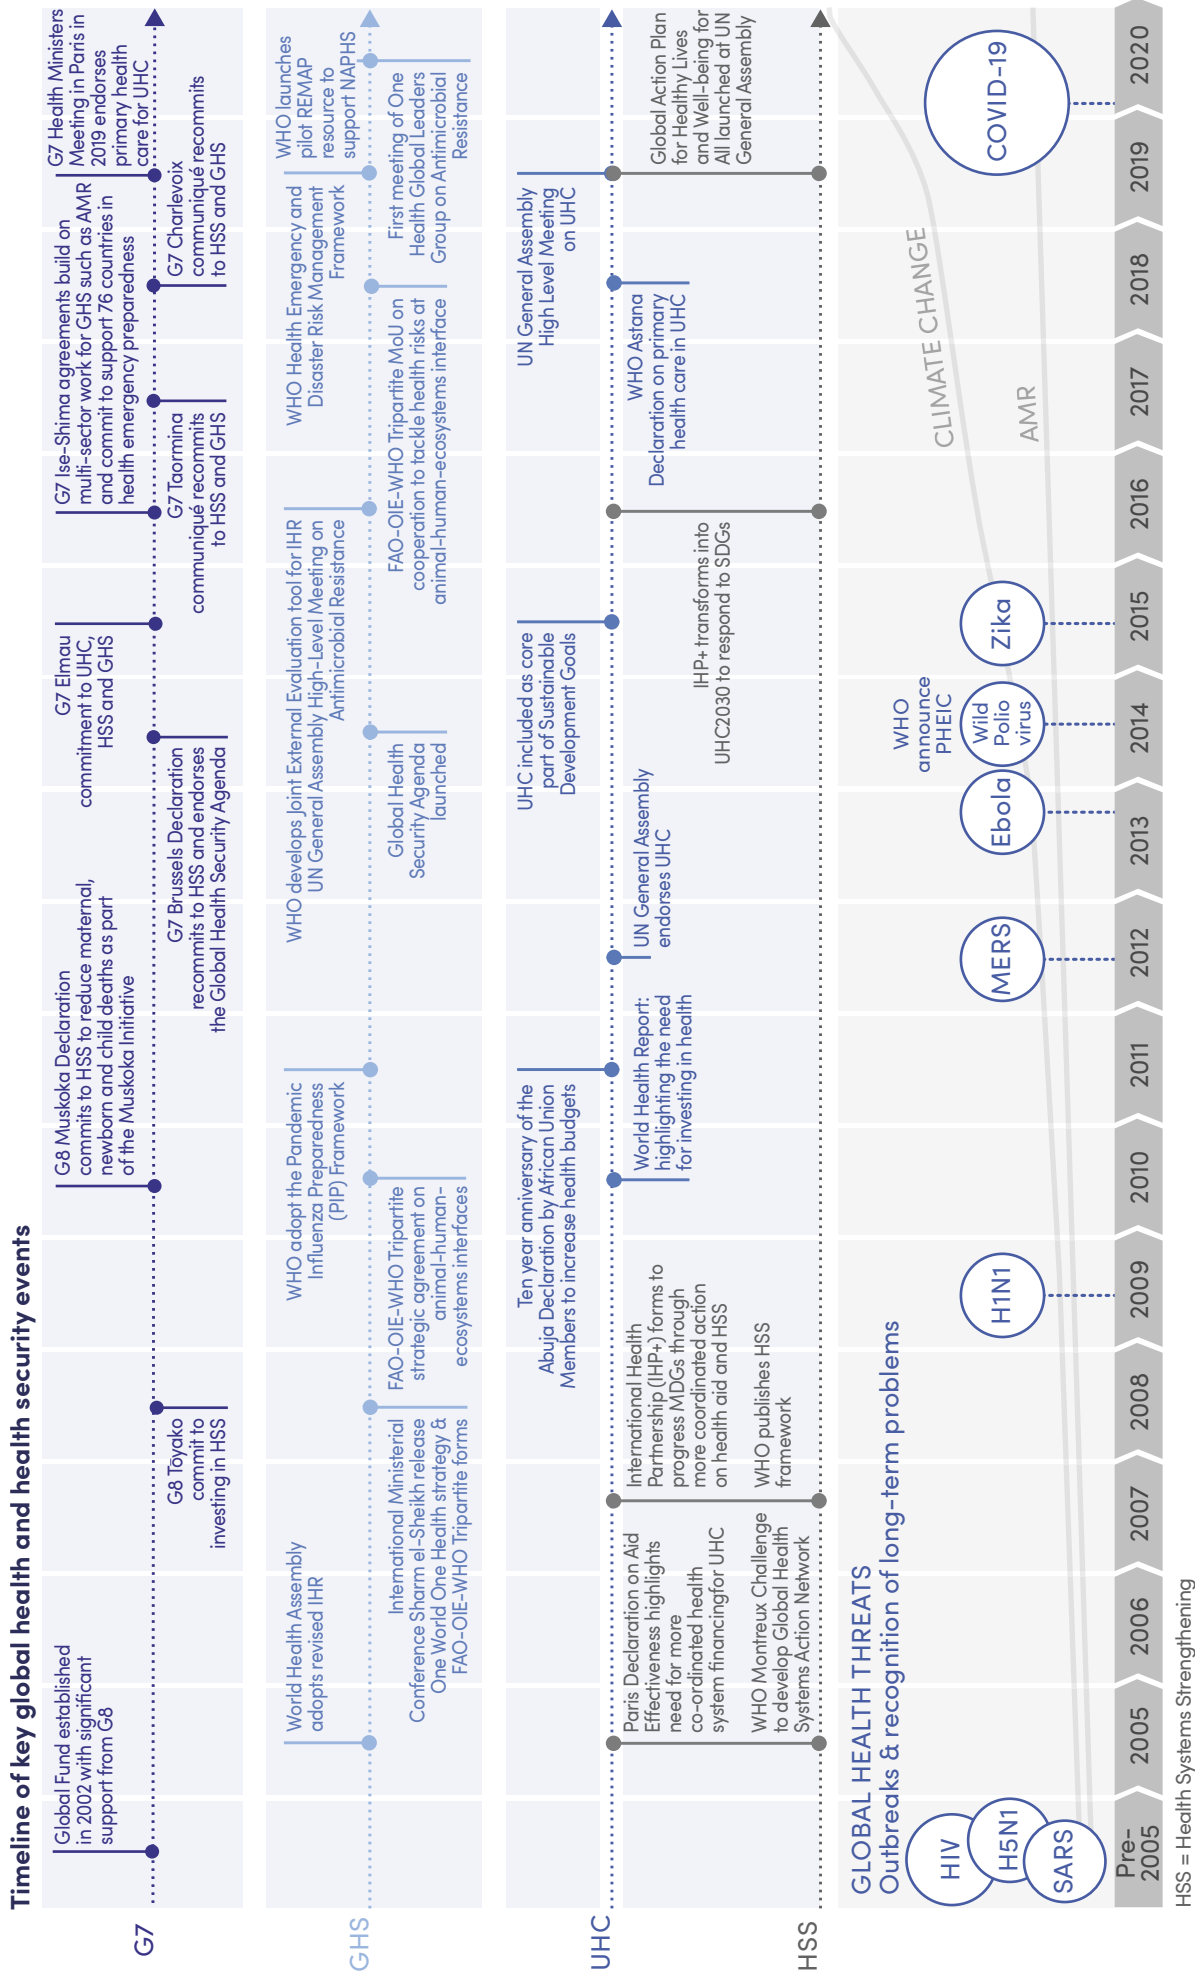 Timeline of key global health and health security events
G7
Global Fund established
in 2002 with significant
support from G8
G8 Toyako
commit to
investing in HSS
G8 Muskoka Declaration
commits to HSS to reduce maternal,
newborn and child deaths as part
of the Muskoka Initiative
G7 Brussels Declaration
recommits to HSS and endorses
the Global Health Security Agenda
G7 Elmau
commitment to UHC,
HSS and GHS
G7 Ise-Shima agreements build on
multi-sector work for GHS such as AMR
and commit to support 76 countries in
health emergency preparedness
G7 Taormina
communiqué recommits
to HSS and GHS
G7 Charlevoix
communiqué recommits
to HSS and GHS
G7 Health Ministers
Meeting in Paris in
2019 endorses
primary health
care for UHC
GHS
World Health Assembly
adopts revised IHR
International Ministerial
Conference Sharm el-Sheikh release
One World One Health strategy &
FAO-OIE-WHO Tripartite forms
FAO-OIE-WHO Tripartite
strategic agreement on
animal-human-
ecosystems interfaces
WHO adopt the Pandemic
Influenza Preparedness
(PIP) Framework
Global Health
Security Agenda
launched
WHO develops Joint External Evaluation tool for IHR
UN General Assembly High-Level Meeting on
Antimicrobial Resistance
FAO-OIE-WHO Tripartite MoU on
cooperation to tackle health risks at
animal-human-ecosystems interface
WHO Health Emergency and
Disaster Risk Management
Framework
First meeting of One
Health Global Leaders
Group on Antimicrobial
Resistance
WHO launches
pilot REMAP
resource to
support NAPHS
UHC
Ten year anniversary of the
Abuja Declaration by African Union
Members to increase health budgets
World Health Report:
highlighting the need
for investing in health
UN General Assembly
endorses UHC
UHC included as core
part of Sustainable
Development Goals
WHO Astana
Declaration on primary
health care in UHC
UN General Assembly
High Level Meeting
on UHC
HSS
Paris Declaration on Aid
Effectiveness highlights
need for more
co-ordinated health
system financingfor UHC
WHO Montreux Challenge
to develop Global Health
Systems Action Network
International Health
Partnership (IHP+) forms to
progress MDGs through
more coordinated action
on health aid and HSS
WHO publishes HSS
framework
IHP+ transforms into
UHC2030 to respond to SDGs
Global Action Plan
for Healthy Lives
and Well-being for
All launched at UN
General Assembly
GLOBAL HEALTH THREATS
Outbreaks & recognition of long-term problems
HIV
H5N1
SARS
H1N1
MERS
Ebola
WHO
announce
PHEIC
Wild
Polio
virus
Zika
CLIMATE CHANGE
AMR
COVID-19
Pre-
2005
2005
2006
2007
2008
2009
2010
2011
2012
2013
2014
2015
2016
2017
2018
2019
2020
HSS = Health Systems Strengthening